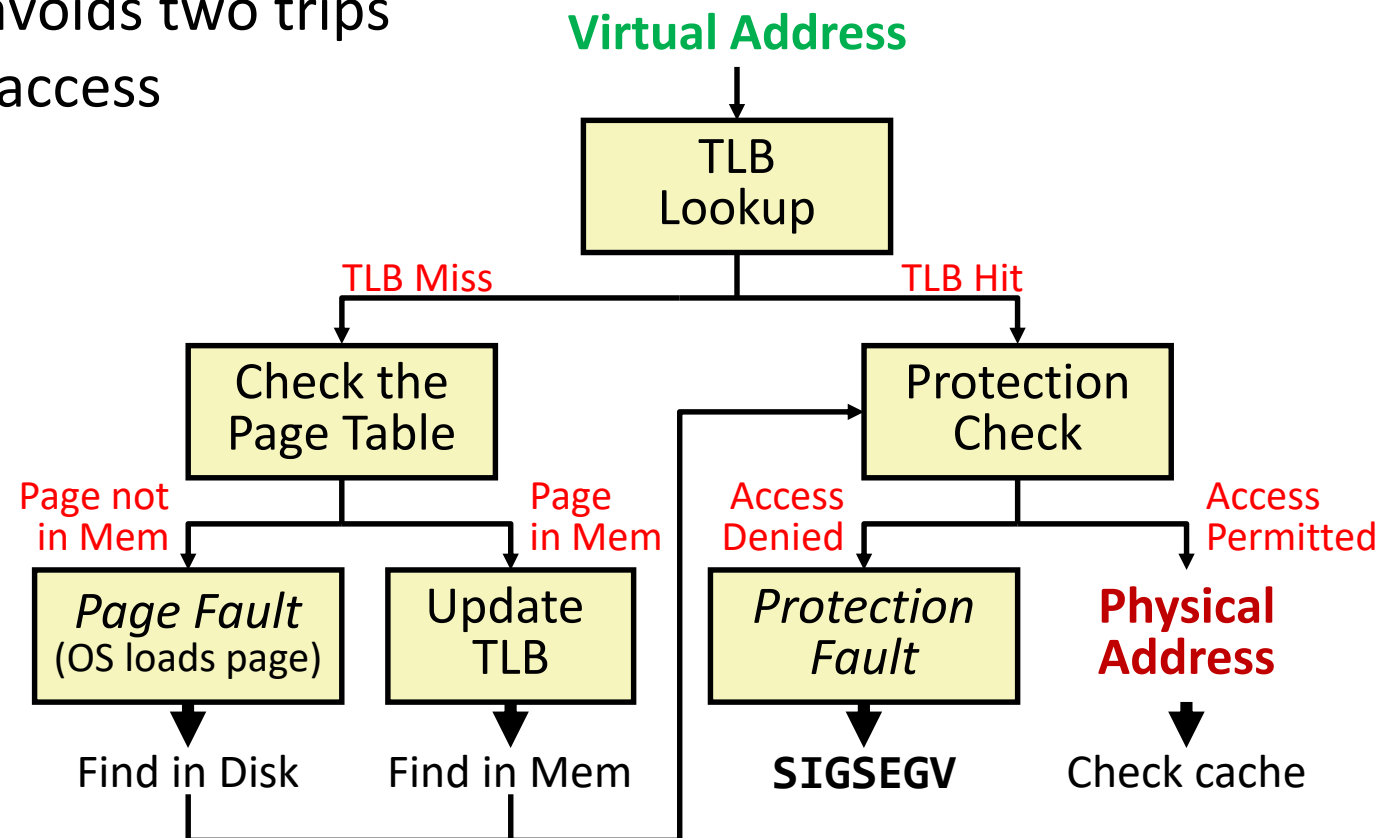 avoids two trips
access
Virtual Address
TLB
Lookup
TLB Miss
TLB Hit
Check the
Page Table
Protection
Check
Page not
in Mem
Page
in Mem
Access
Denied
Access
Permitted
Page Fault
(OS loads page)
Update
TLB
Protection
Fault
Physical
Address
Find in Disk
Find in Mem
SIGSEGV
Check cache